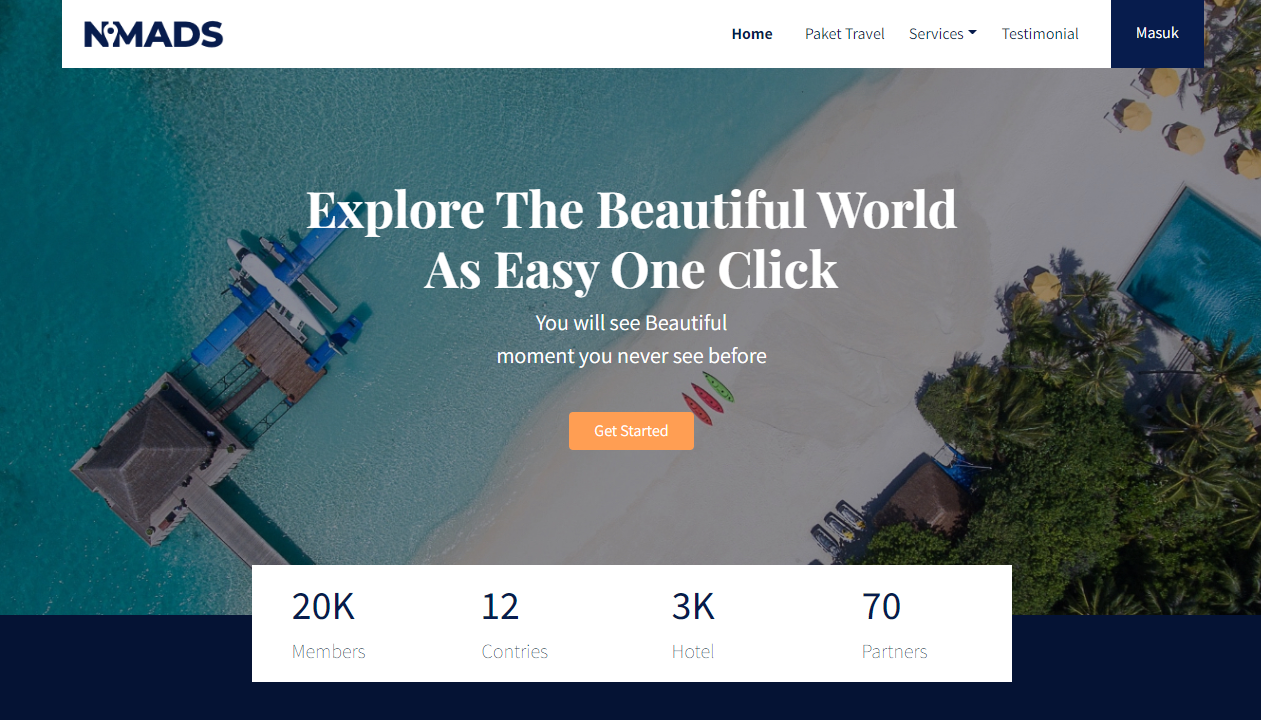 NOMADS
Home
Paket Travel
Services
Testimonial
Masuk
Explore The Beautiful World
As Easy One Click
You will see Beautiful
moment you never see before
Get Started
20K
Members
12
Contries
3K
Hotel
70
Partners